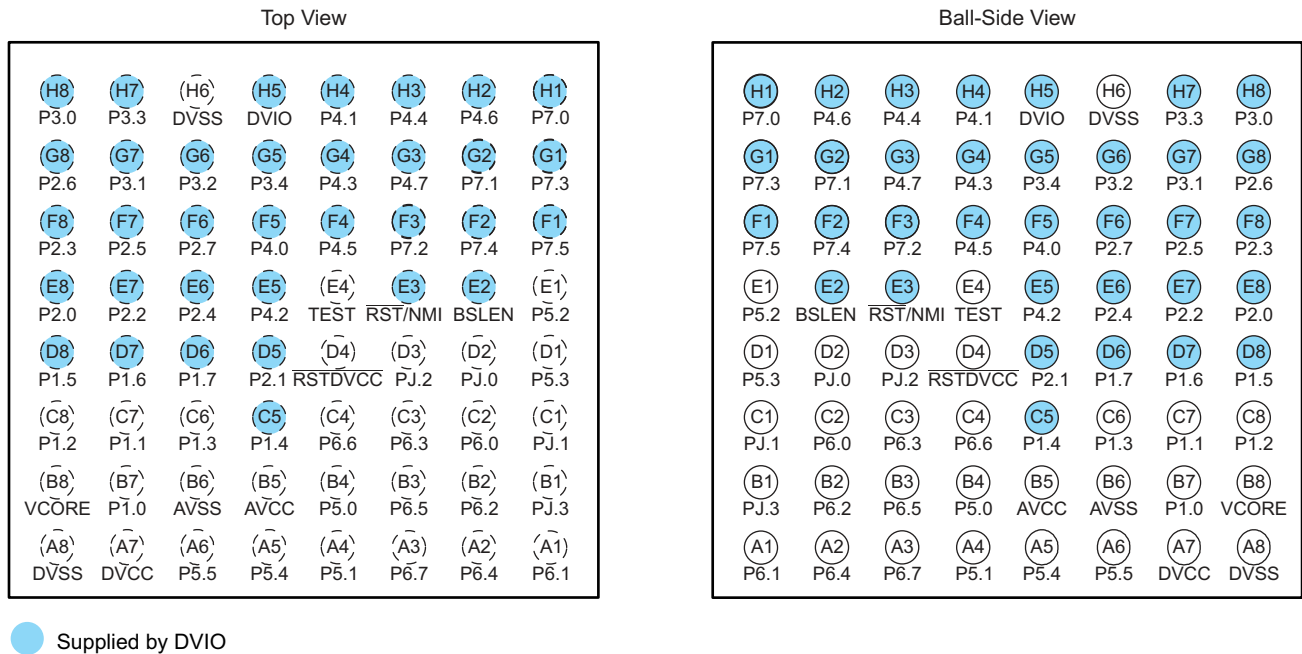 Top View
H8 H7 H6 H5 H4 H3 H2 H1
P3.0 P3.3 DVSS DVIO P4.1 P4.4 P4.6 P7.0
G8 G7 G6 G5 G4 G3 G2 G1
P2.6 P3.1 P3.2 P3.4 P4.3 P4.7 P7.1 P7.3
F8 F7 F6 F5 F4 F3 F2 F1
P2.3 P2.5 P2.7 P4.0 P4.5 P7.2 P7.4 P7.5
E8 E7 E6 E5 E4 E3 E2 E1
P2.0 P2.2 P2.4 P4.2 TEST RST/NMI BSLEN P5.2
D8 D7 D6 D5 D4 D3 D2 D1
P1.5 P1.6 P1.7 P2.1 RSTDVCC PJ.2 PJ.0 P5.3
C8 C7 C6 C5 C4 C3 C2 C1
P1.2 P1.1 P1.3 P1.4 P6.6 P6.3 P6.0 PJ.1
B8 B7 B6 B5 B4 B3 B2 B1
VCORE P1.0 AVSS AVCC P5.0 P6.5 P6.2 PJ.3
A8 A7 A6 A5 A4 A3 A2 A1
DVSS DVCC P5.5 P5.4 P5.1 P6.7 P6.4 P6.1
Ball-Side View
H1 H2 H3 H4 H5 H6 H7 H8
P7.0 P4.6 P4.4 P4.1 DVIO DVSS P3.3 P3.0
G1 G2 G3 G4 G5 G6 G7 G8
P7.3 P7.1 P4.7 P4.3 P3.4 P3.2 P3.1 P2.6
F1 F2 F3 F4 F5 F6 F7 F8
P7.5 P7.4 P7.2 P4.5 P4.0 P2.7 P2.5 P2.3
E1 E2 E3 E4 E5 E6 E7 E8
P5.2 BSLEN RST/NMI TEST P4.2 P2.4 P2.2 P2.0
D1 D2 D3 D4 D5 D6 D7 D8
P5.3 PJ.0 PJ.2 RSTDVCC P2.1 P1.7 P1.6 P1.5
C1 C2 C3 C4 C5 C6 C7 C8
PJ.1 P6.0 P6.3 P6.6 P1.4 P1.3 P1.1 P1.2
B1 B2 B3 B4 B5 B6 B7 B8
PJ.3 P6.2 P6.5 P5.0 AVCC AVSS P1.0 VCORE
A1 A2 A3 A4 A5 A6 A7 A8
P6.1 P6.4 P6.7 P5.1 P5.4 P5.5 DVCC DVSS
Supplied by DVIO